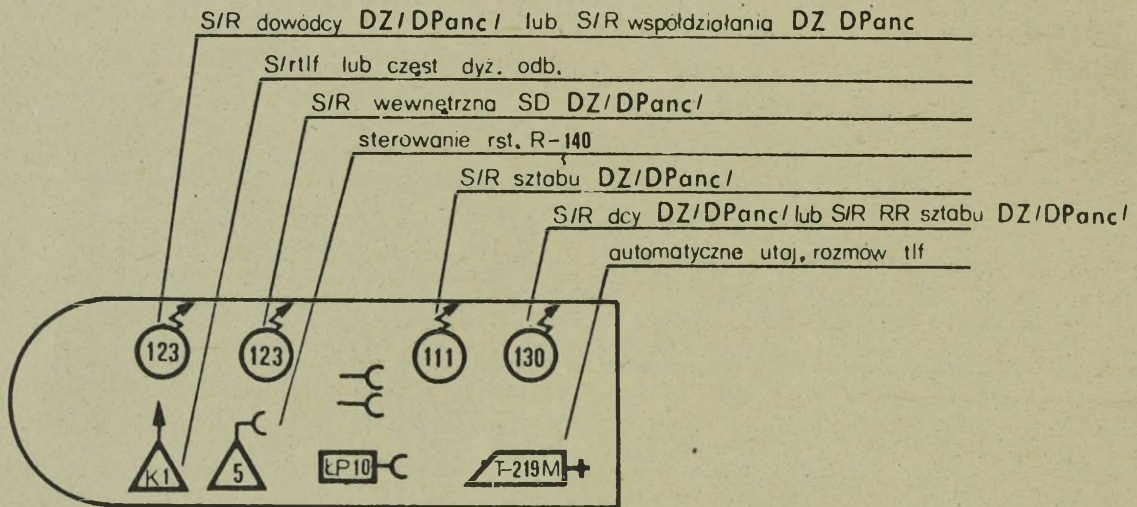 S/R dowódcy DZ/DPanc/ lub S/R współdziałania DZ DPanc
S/rtlf lub częst dyż. odb.
S/R wewnętrzna SD DZ/DPanc/
sterowanie rst. R-140
S/R sztabu DZ/DPanc/
S/R dcy DZ/DPanc/ lub S/R RR sztabu DZ/DPanc/
automatyczne utaj. rozmów tlf
123 123 111 130
K1 5 ŁP10 T-219M